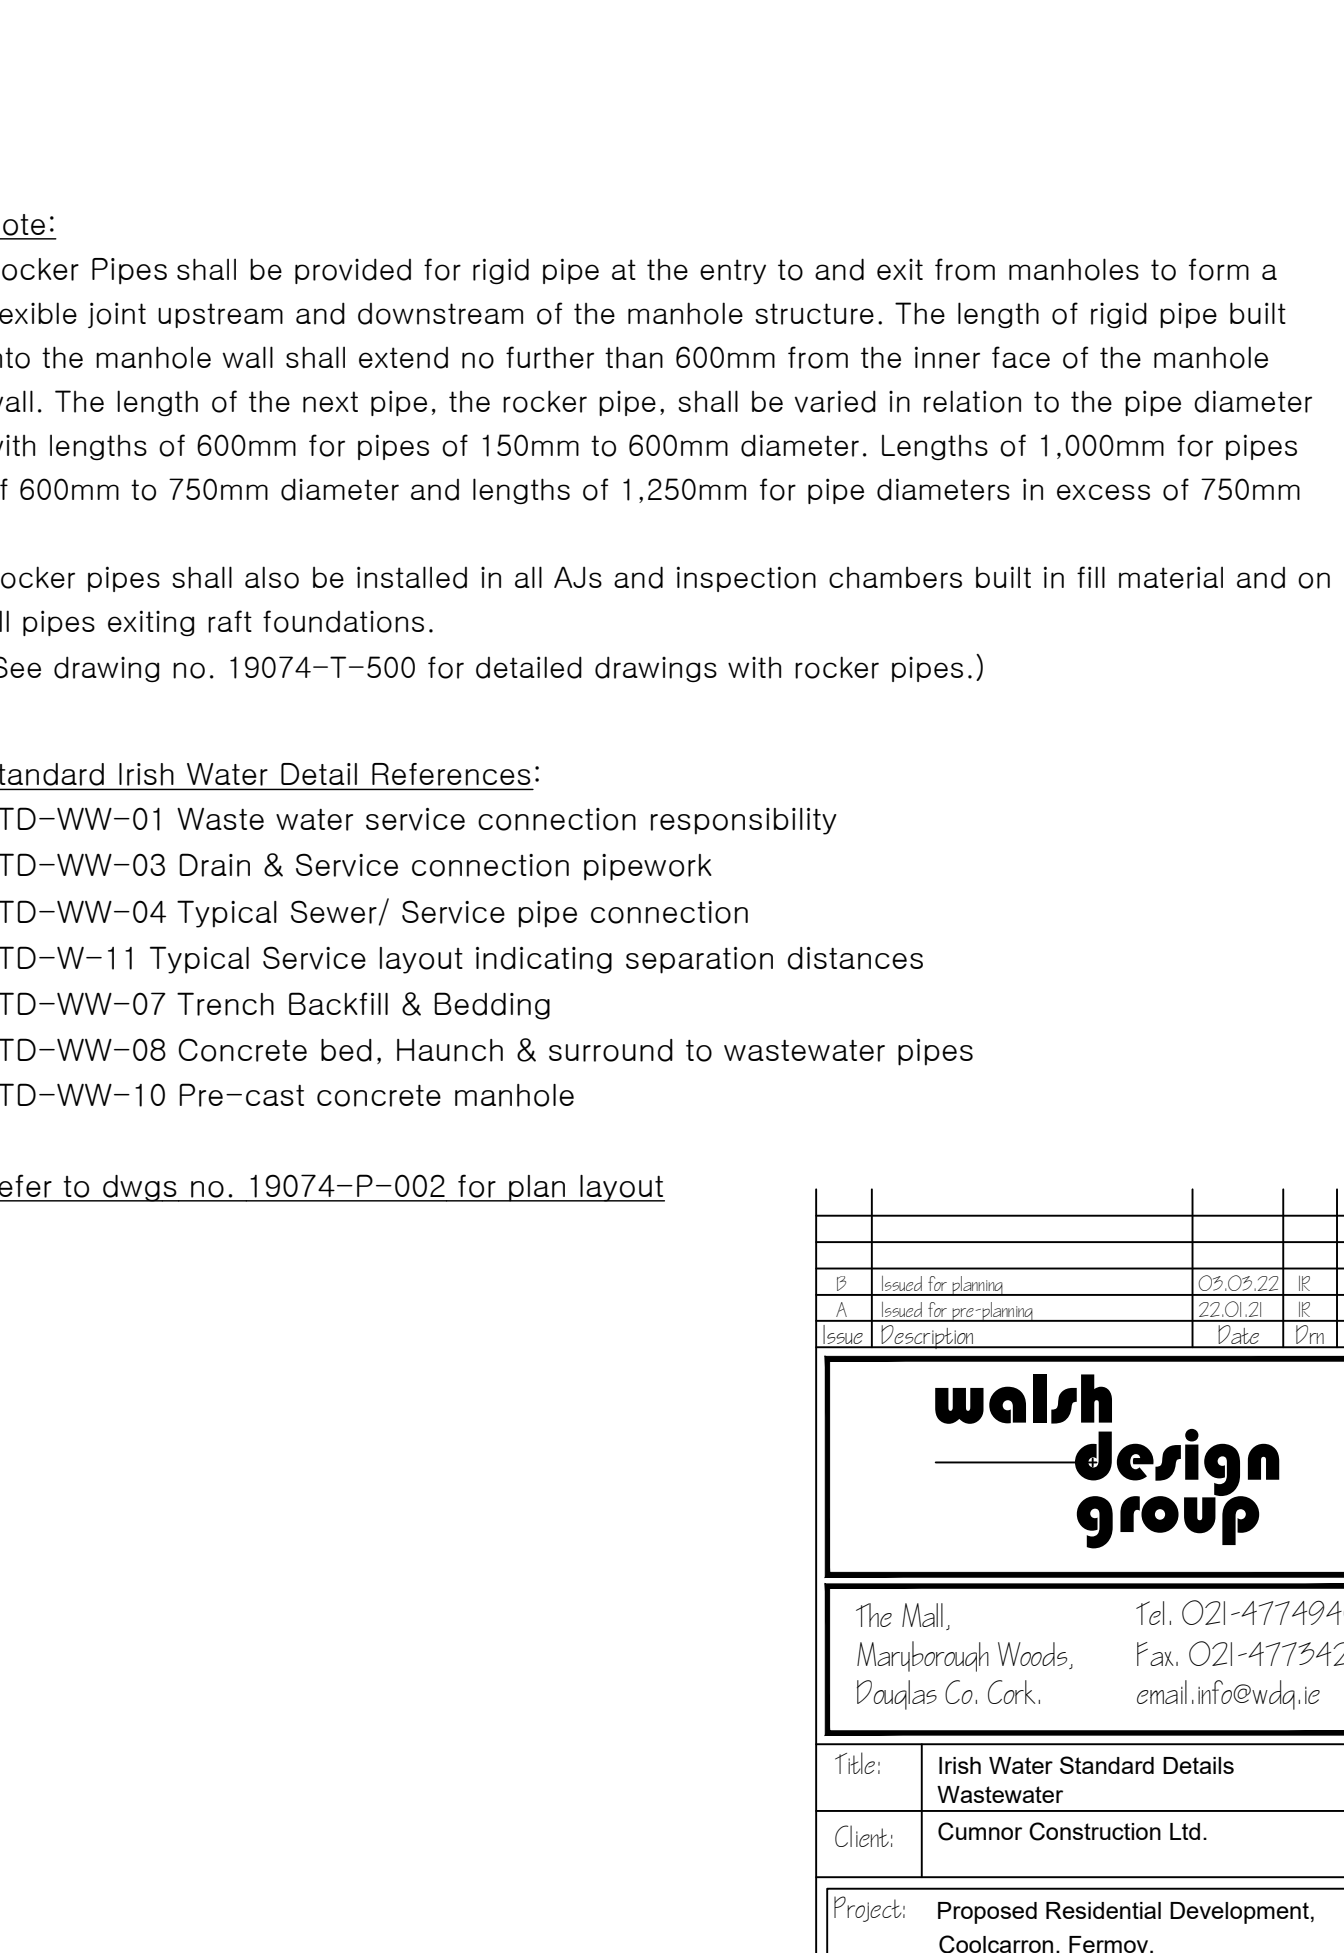 ote:
ocker Pipes shall be provided for rigid pipe at the entry to and exit from manholes to form a
exible joint upstream and downstream of the manhole structure. The length of rigid pipe built
nto the manhole wall shall extend no further than 600mm from the inner face of the manhole
all. The length of the next pipe, the rocker pipe, shall be varied in relation to the pipe diameter
ith lengths of 600mm for pipes of 150mm to 600mm diameter. Lengths of 1,000mm for pipes
f 600mm to 750mm diameter and lengths of 1,250mm for pipe diameters in excess of 750mm
ocker pipes shall also be installed in all AJs and inspection chambers built in fill material and on
ll pipes exiting raft foundations.
See drawing no. 19074-T-500 for detailed drawings with rocker pipes.)
tandard Irish Water Detail References:
TD-WW-01 Waste water service connection responsibility
TD-WW-03 Drain & Service connection pipework
TD-WW-04 Typical Sewer/ Service pipe connection
TD-W-11 Typical Service layout indicating separation distances
TD-WW-07 Trench Backfill & Bedding
TD-WW-08 Concrete bed, Haunch & surround to wastewater pipes
TD-WW-10 Pre-cast concrete manhole
efer to dwgs no. 19074-P-002 for plan layout
B Issued for planning 03.03.22 IR
A Issued for pre-planning 22.01.21 IR
Issue Description Date Drn
walsh
design
group
The Mall, Tel. 021-477494
Maryborough Woods, Fax. 021-477342
Douglas Co. Cork. email.info@wdg.ie
Title: Irish Water Standard Details
Wastewater
Client: Cumnor Construction Ltd.
Project: Proposed Residential Development,
Coolcarron, Fermoy.